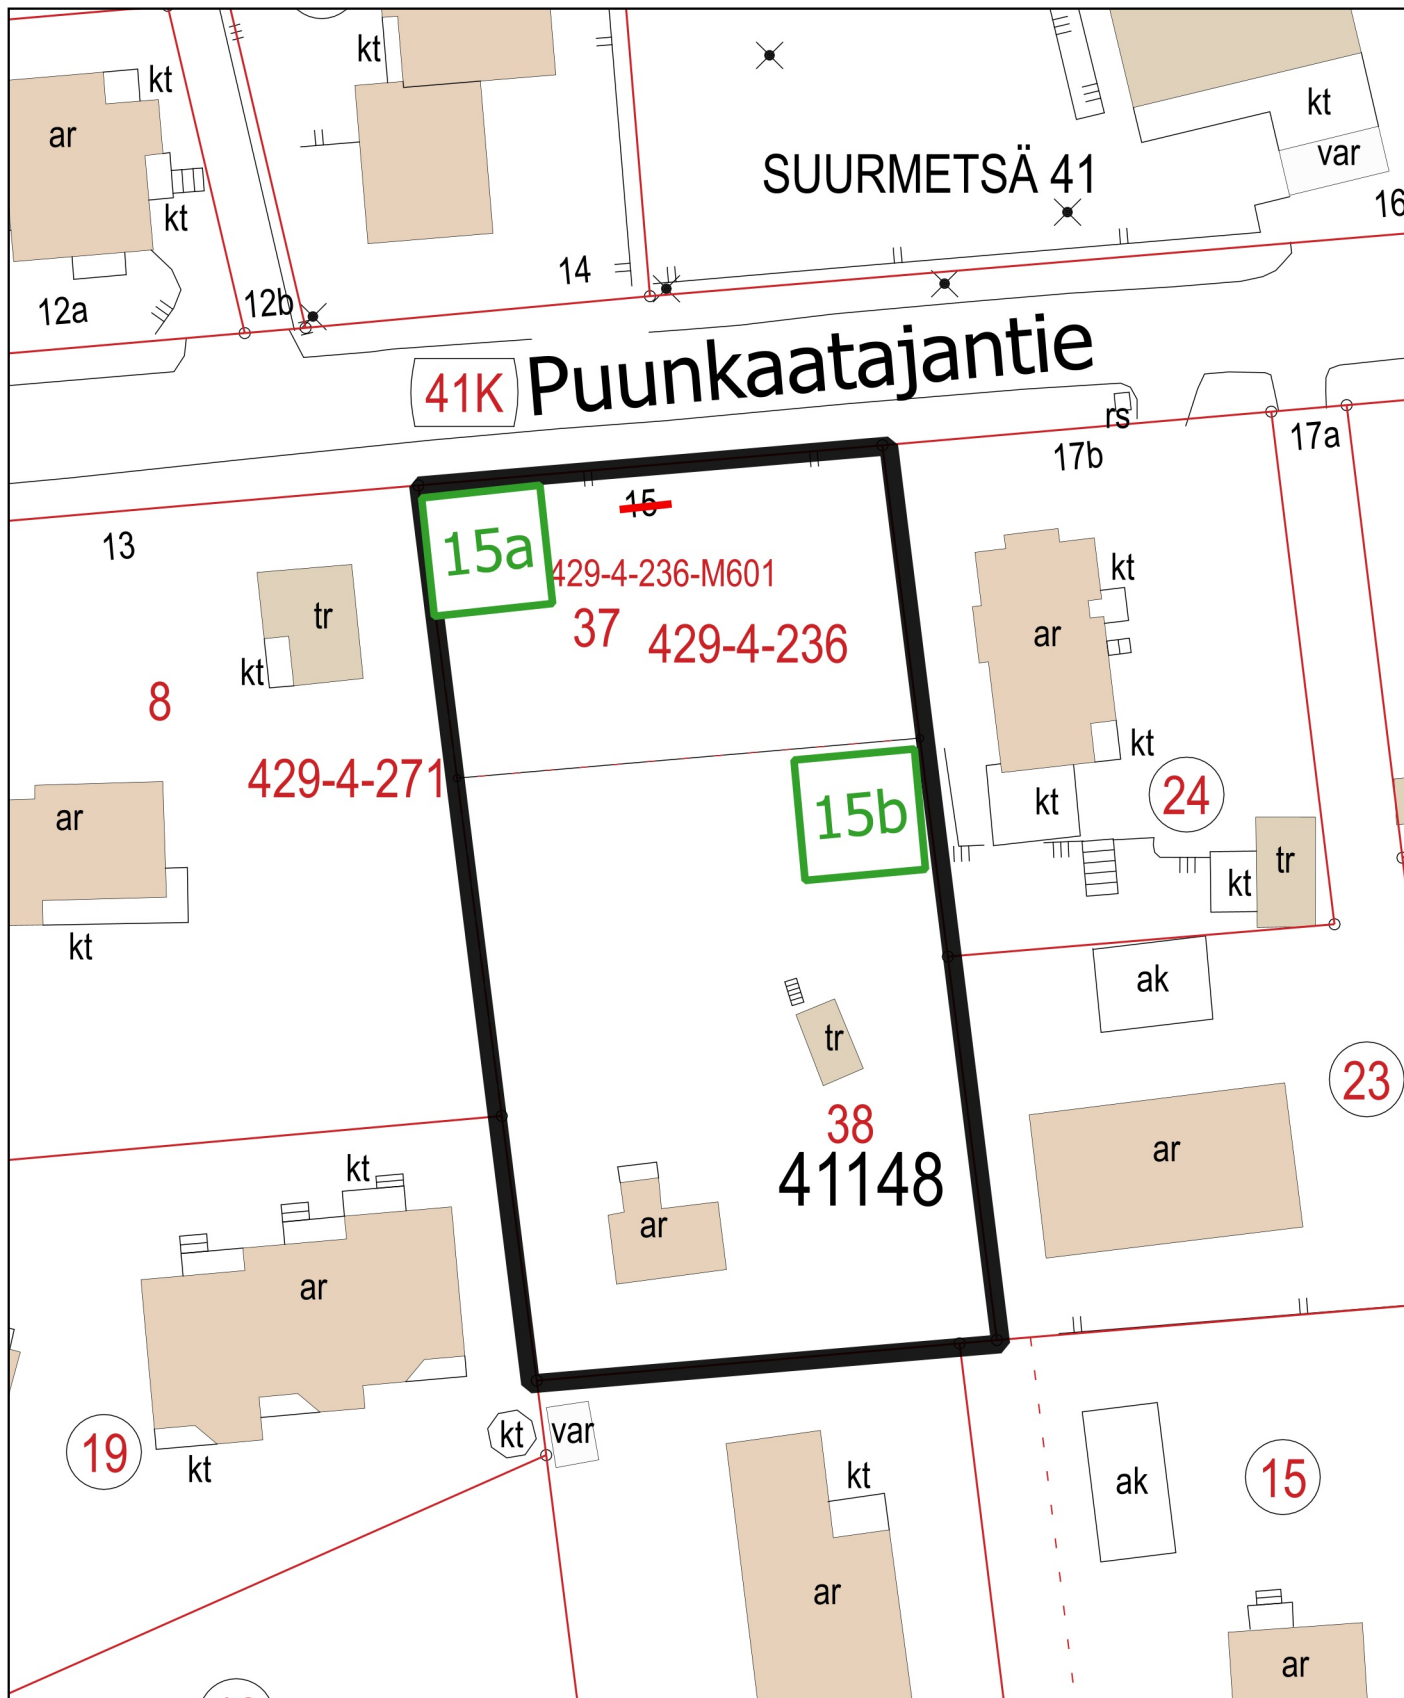 kt
kt
ar
kt
kt
var
SUURMETSÄ 41
16
kt
14
12a
12b
Puunkaatajantie
41K
rs
17a
17b
15
13
15a
429-4-236-M601
kt
tr
37
429-4-236
ar
kt
8
kt
429-4-271
24
15b
kt
ar
tr
kt
kt
ak
tr
23
38
ar
kt
41148
ar
ar
kt
var
19
kt
kt
ak
15
ar
ar